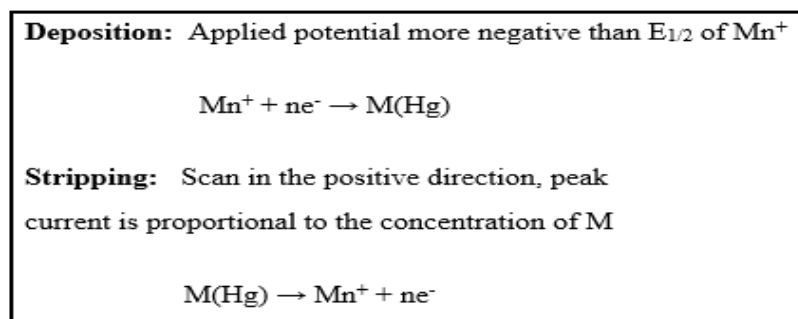 Deposition: Applied potential more negative than E₁/₂ of Mn⁺
Mn⁺ + ne⁻ → M(Hg)
Stripping: Scan in the positive direction, peak
current is proportional to the concentration of M
M(Hg) → Mn⁺ + ne⁻